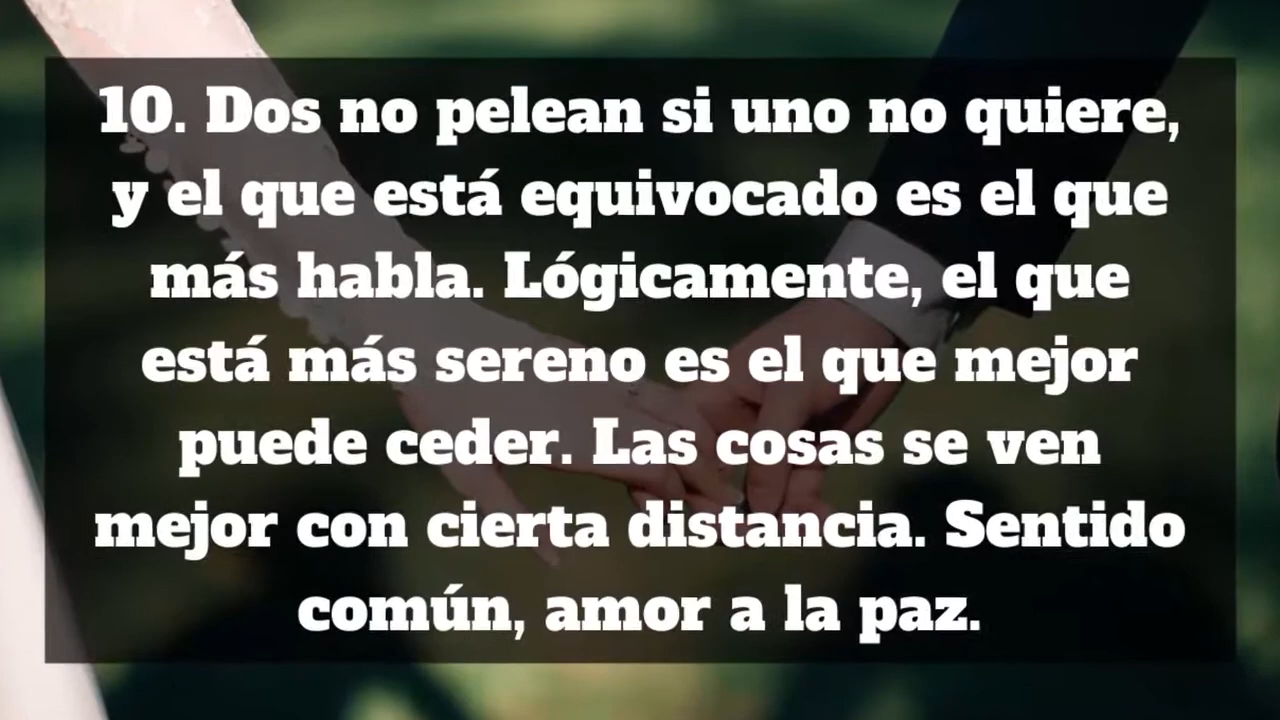 10. Dos no pelean si uno no quiere,
y el que está equivocado es el que
más habla. Lógicamente, el que
está más sereno es el que mejor
puede ceder. Las cosas se ven
mejor con cierta distancia. Sentido
común, amor a la paz.